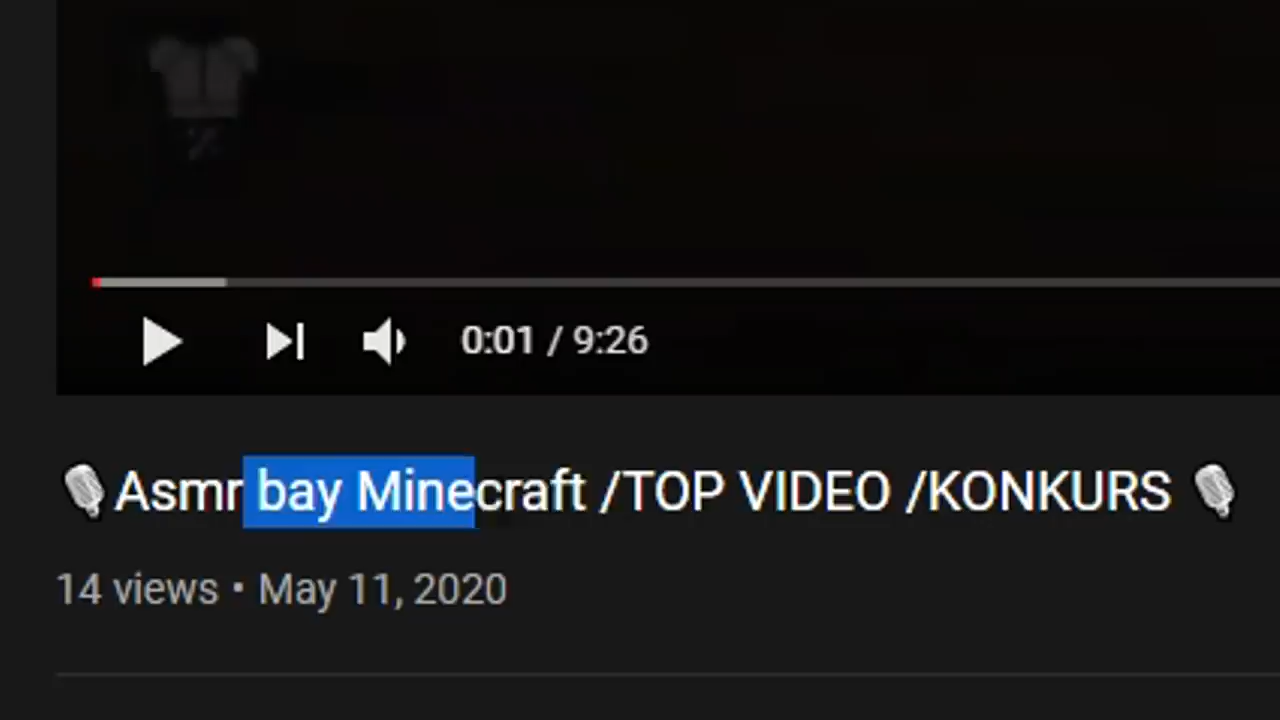 0:01 / 9:26
🎙Asmr bay Minecraft /TOP VIDEO /KONKURS 🎙
14 views • May 11, 2020